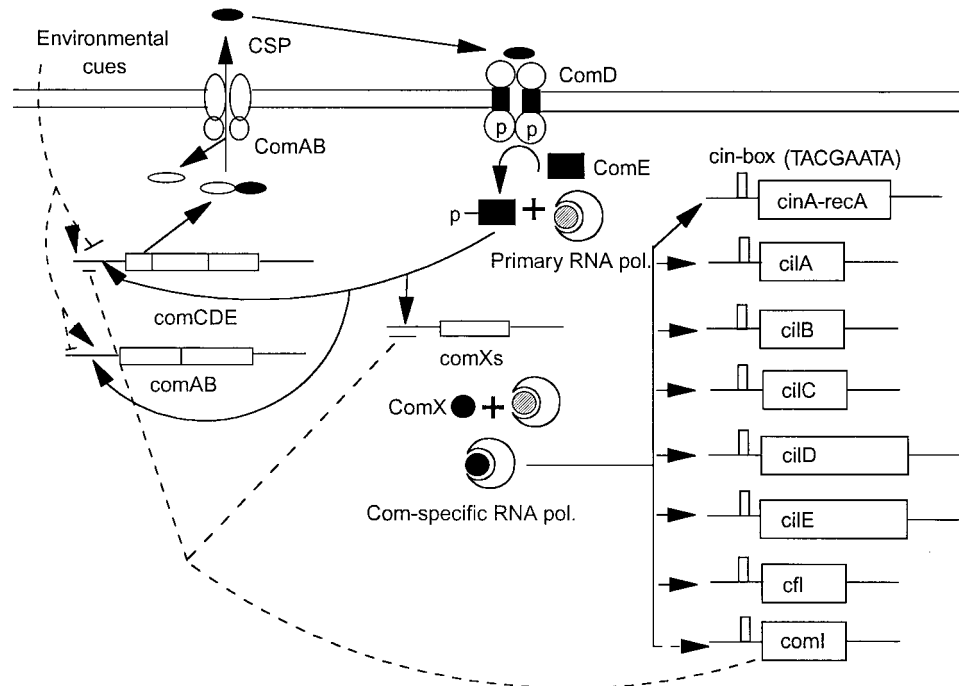 Environmental
cues
CSP
ComD
ComAB
p
p
ComE
cin-box (TACGAATA)
p
cinA-recA
Primary RNA pol.
cilA
comCDE
cilB
comXs
comAB
cilC
ComX
cilD
Com-specific RNA pol.
cilE
cfl
comI